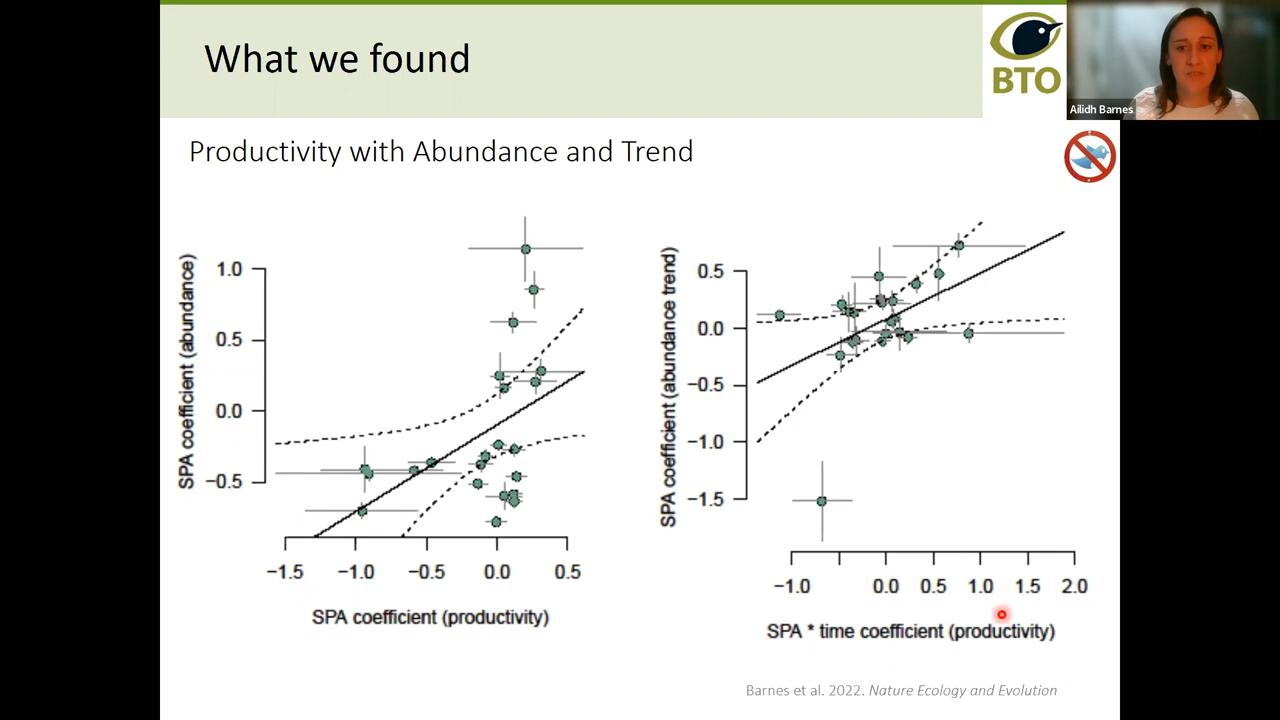 What we found
BTO
Ailidh Barnes
Productivity with Abundance and Trend
SPA coefficient (abundance)
1.0
0.5
0.0
−0.5
−1.5
−1.0
−0.5
0.0
0.5
SPA coefficient (productivity)
SPA coefficient (abundance trend)
0.5
0.0
−0.5
−1.0
−1.5
−1.0
0.0
0.5
1.0
1.5
2.0
SPA * time coefficient (productivity)
Barnes et al. 2022. Nature Ecology and Evolution